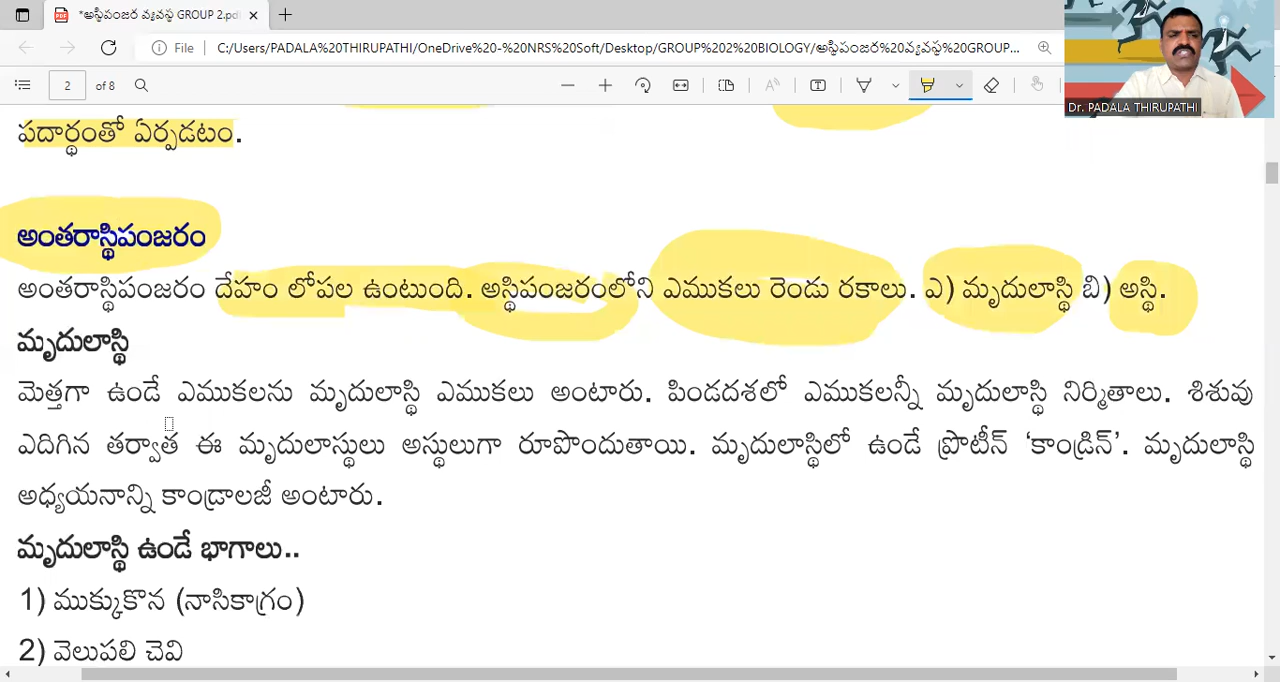 *అస్థిపంజర వ్యవస్థ GROUP 2.pdf
File C:/Users/PADALA%20THIRUPATHI/OneDrive%20-%20NRS%20Soft/Desktop/GROUP%202%20BIOLOGY/అస్థిపంజర%20వ్యవస్థ%20GROUP...
2 of 8
Dr. PADALA THIRUPATHI
పదార్థంతో ఏర్పడటం.
అంతరాస్థిపంజరం
అంతరాస్థిపంజరం దేహం లోపల ఉంటుంది. అస్థిపంజరంలోని ఎముకలు రెండు రకాలు. ఎ) మృదులాస్థి బి) అస్థి.
మృదులాస్థి
మెత్తగా ఉండే ఎముకలను మృదులాస్థి ఎముకలు అంటారు. పిండదశలో ఎముకలన్నీ మృదులాస్థి నిర్మితాలు. శిశువు
ఎదిగిన తర్వాత ఈ మృదులాస్థులు అస్థులుగా రూపొందుతాయి. మృదులాస్థిలో ఉండే ప్రొటీన్ ‘కాండ్రిన్’. మృదులాస్థి
అధ్యయనాన్ని కాండ్రాలజీ అంటారు.
మృదులాస్థి ఉండే భాగాలు..
1) ముక్కుకొన (నాసికాగ్రం)
2) వెలుపలి చెవి